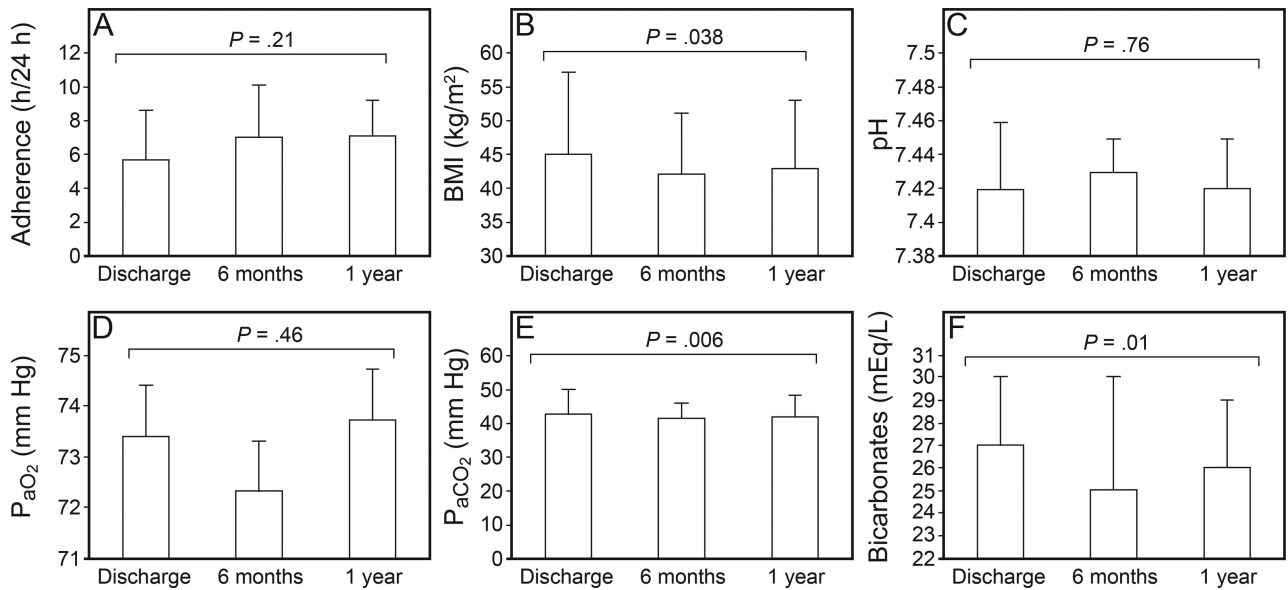 A
Adherence (h/24 h)
P = .21
12
10
8
6
4
2
0
Discharge 6 months 1 year
B
BMI (kg/m²)
P = .038
60
55
50
45
40
35
30
Discharge 6 months 1 year
C
pH
P = .76
7.5
7.48
7.46
7.44
7.42
7.4
7.38
Discharge 6 months 1 year
D
PaO₂ (mm Hg)
P = .46
75
74
73
72
71
Discharge 6 months 1 year
E
PaCO₂ (mm Hg)
P = .006
60
50
40
30
20
10
0
Discharge 6 months 1 year
F
Bicarbonates (mEq/L)
P = .01
31
30
29
28
27
26
25
24
23
22
Discharge 6 months 1 year